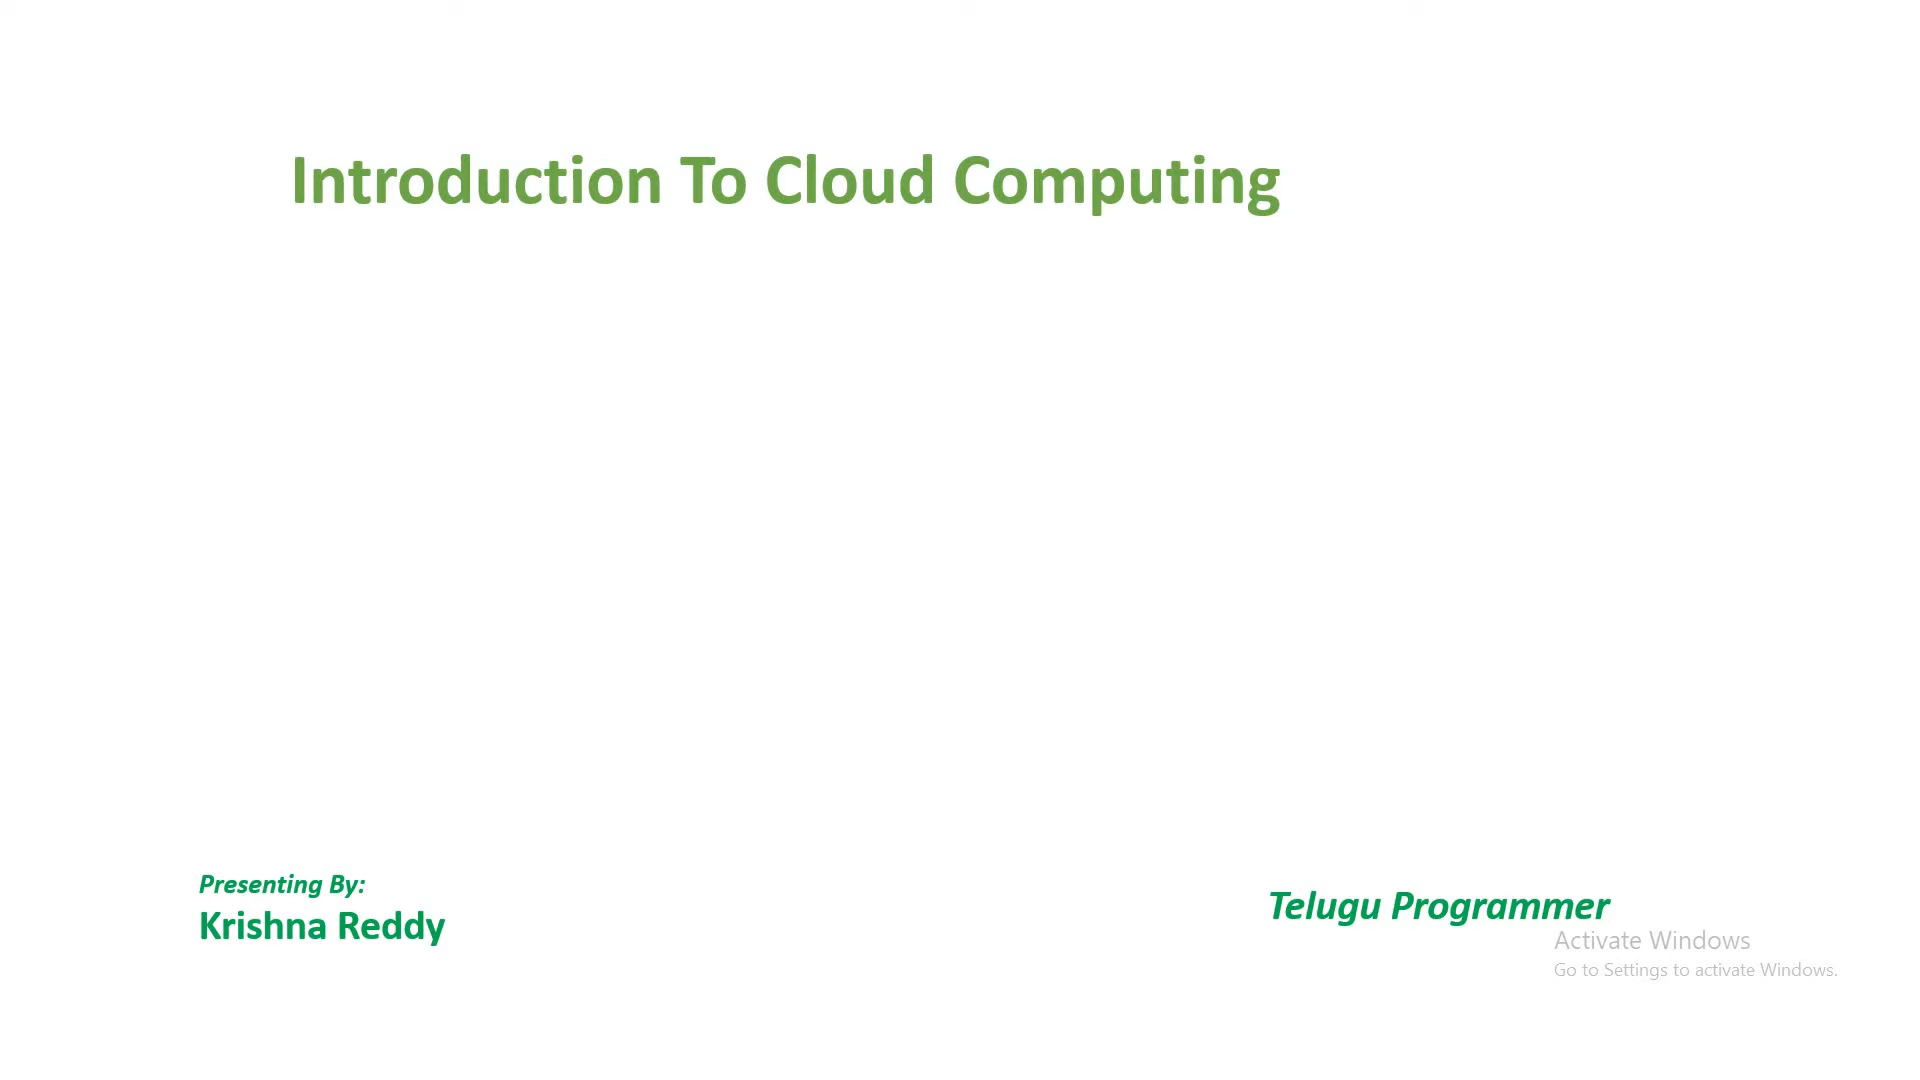 Introduction To Cloud Computing
Presenting By:
Krishna Reddy
Telugu Programmer
Activate Windows
Go to Settings to activate Windows.